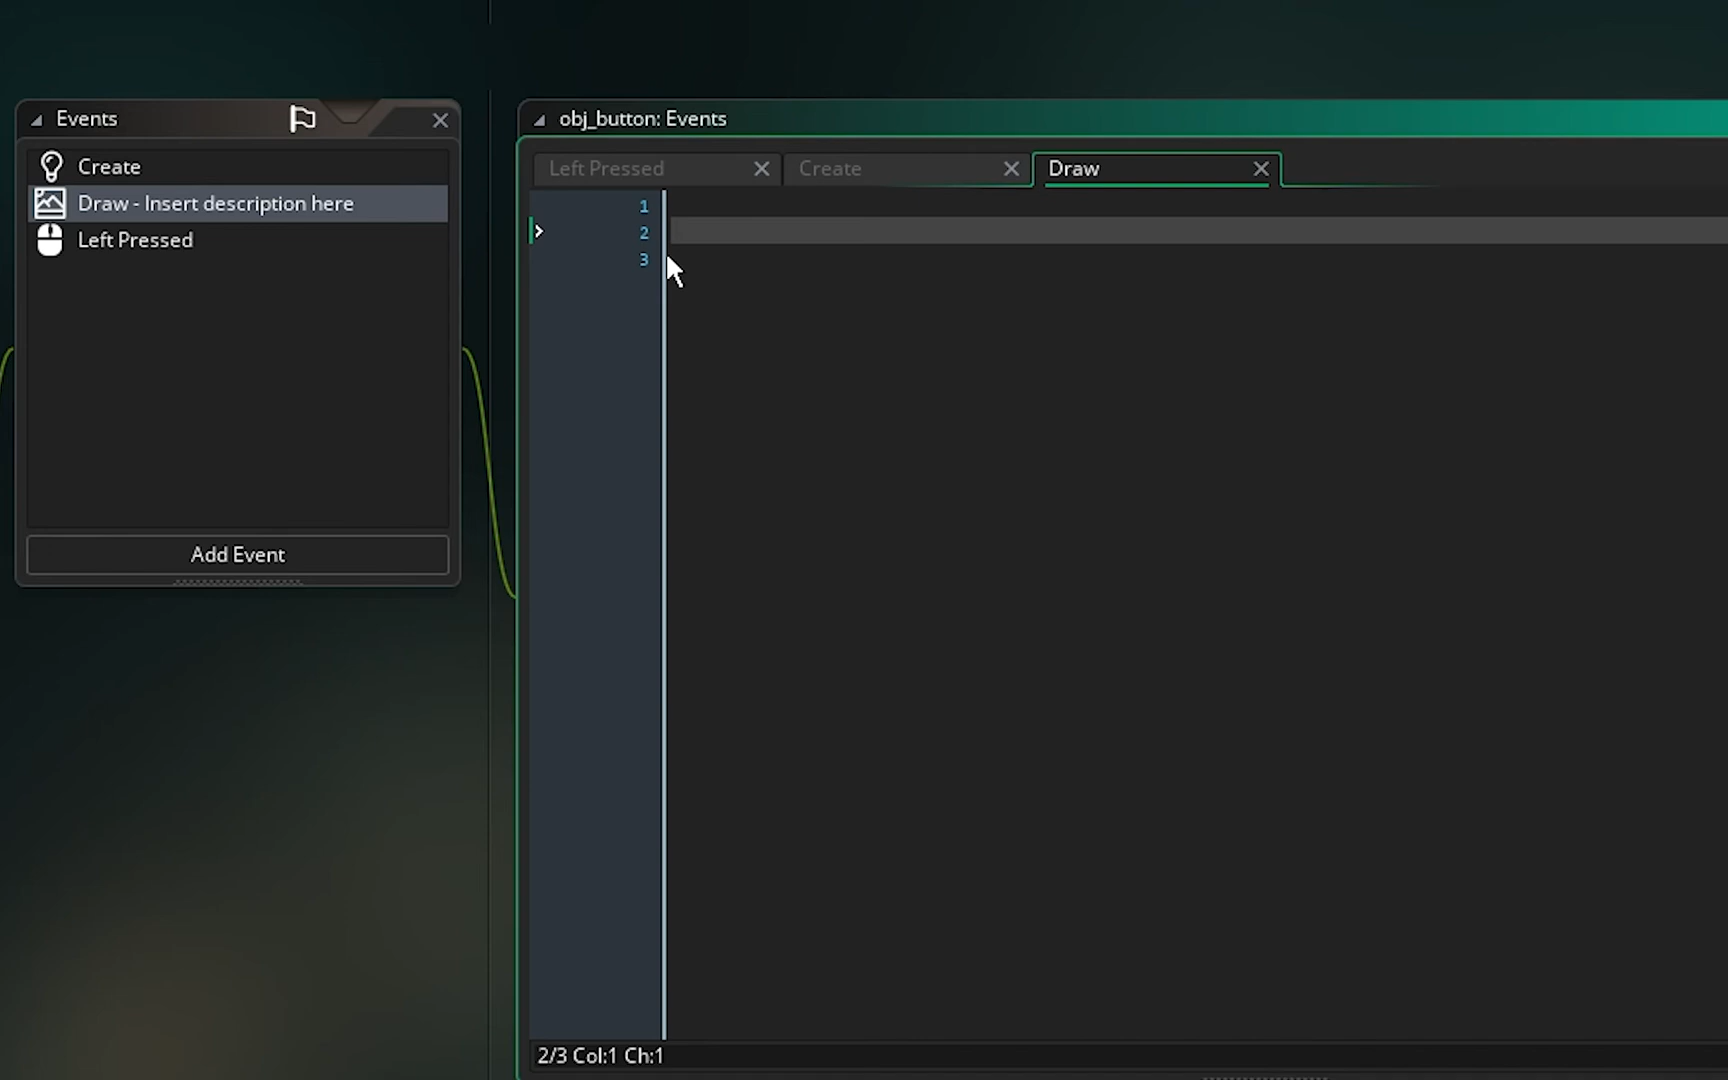 Events
Create
Draw - Insert description here
Left Pressed
Add Event
obj_button: Events
Left Pressed
Create
Draw
1
2
3
2/3 Col:1 Ch:1